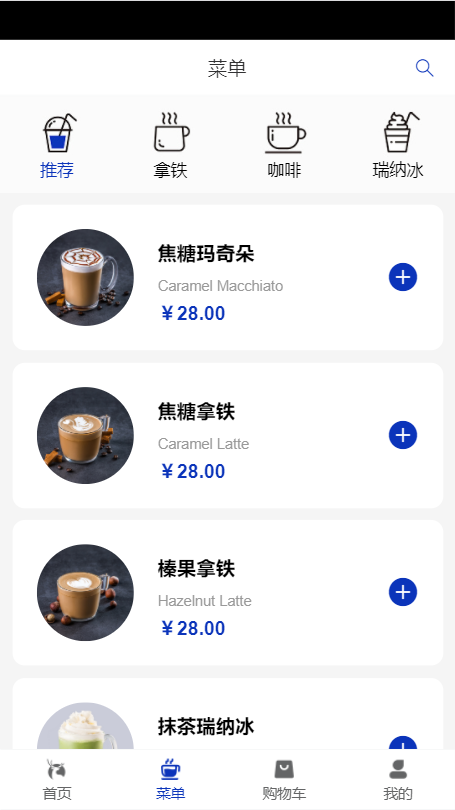 菜单
推荐 拿铁 咖啡 瑞纳冰
焦糖玛奇朵
Caramel Macchiato
￥28.00
焦糖拿铁
Caramel Latte
￥28.00
榛果拿铁
Hazelnut Latte
￥28.00
抹茶瑞纳冰
首页 菜单 购物车 我的